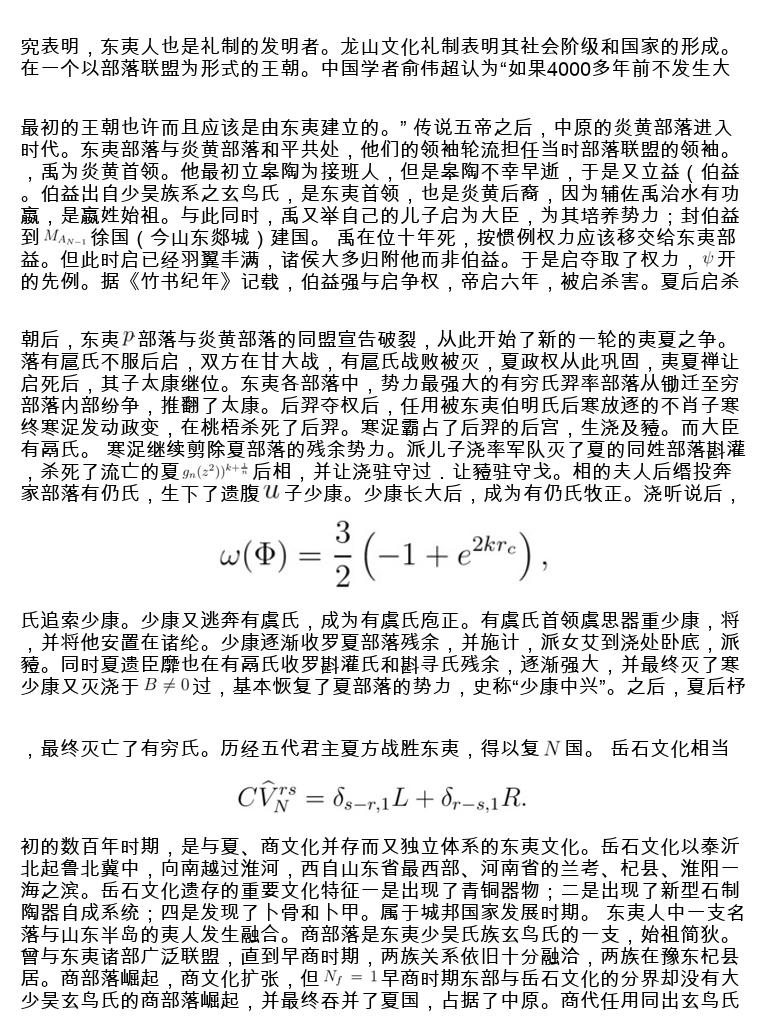 究表明，东夷人也是礼制的发明者。龙山文化礼制表明其社会阶级和国家的形成。
在一个以部落联盟为形式的王朝。中国学者俞伟超认为“如果4000多年前不发生大
最初的王朝也许而且应该是由东夷建立的。” 传说五帝之后，中原的炎黄部落进入
时代。东夷部落与炎黄部落和平共处，他们的领袖轮流担任当时部落联盟的领袖。
，禹为炎黄首领。他最初立皋陶为接班人，但是皋陶不幸早逝，于是又立益（伯益
。伯益出自少昊族系之玄鸟氏，是东夷首领，也是炎黄后裔，因为辅佐禹治水有功
嬴，是嬴姓始祖。与此同时，禹又举自己的儿子启为大臣，为其培养势力；封伯益
到 $M_{A_{N-1}}$ 徐国（今山东郯城）建国。 禹在位十年死，按惯例权力应该移交给东夷部
益。但此时启已经羽翼丰满，诸侯大多归附他而非伯益。于是启夺取了权力， $\psi$ 开
的先例。据《竹书纪年》记载，伯益强与启争权，帝启六年，被启杀害。夏后启杀
朝后，东夷 $p$ 部落与炎黄部落的同盟宣告破裂，从此开始了新的一轮的夷夏之争。
落有扈氏不服后启，双方在甘大战，有扈氏战败被灭，夏政权从此巩固，夷夏禅让
启死后，其子太康继位。东夷各部落中，势力最强大的有穷氏羿率部落从锄迁至穷
部落内部纷争，推翻了太康。后羿夺权后，任用被东夷伯明氏后寒放逐的不肖子寒
终寒浞发动政变，在桃梧杀死了后羿。寒浞霸占了后羿的后宫，生浇及豷。而大臣
有鬲氏。 寒浞继续剪除夏部落的残余势力。派儿子浇率军队灭了夏的同姓部落斟灌
，杀死了流亡的夏 $g_n(z^2))^{k+\frac{1}{n}}$ 后相，并让浇驻守过．让豷驻守戈。相的夫人后缗投奔
家部落有仍氏，生下了遗腹 $u$ 子少康。少康长大后，成为有仍氏牧正。浇听说后，
$\omega(\Phi) = \frac{3}{2} \left( -1 + e^{2kr_c} \right),$
氏追索少康。少康又逃奔有虞氏，成为有虞氏庖正。有虞氏首领虞思器重少康，将
，并将他安置在诸纶。少康逐渐收罗夏部落残余，并施计，派女艾到浇处卧底，派
豷。同时夏遗臣靡也在有鬲氏收罗斟灌氏和斟寻氏残余，逐渐强大，并最终灭了寒
少康又灭浇于 $B \neq 0$ 过，基本恢复了夏部落的势力，史称“少康中兴”。之后，夏后杼
，最终灭亡了有穷氏。历经五代君主夏方战胜东夷，得以复 $N$ 国。 岳石文化相当
$C\widehat{V}_N^{rs} = \delta_{s-r,1}L + \delta_{r-s,1}R.$
初的数百年时期，是与夏、商文化并存而又独立体系的东夷文化。岳石文化以泰沂
北起鲁北冀中，向南越过淮河，西自山东省最西部、河南省的兰考、杞县、淮阳一
海之滨。岳石文化遗存的重要文化特征一是出现了青铜器物；二是出现了新型石制
陶器自成系统；四是发现了卜骨和卜甲。属于城邦国家发展时期。 东夷人中一支名
落与山东半岛的夷人发生融合。商部落是东夷少昊氏族玄鸟氏的一支，始祖简狄。
曾与东夷诸部广泛联盟，直到早商时期，两族关系依旧十分融洽，两族在豫东杞县
居。商部落崛起，商文化扩张，但 $N_f = 1$ 早商时期东部与岳石文化的分界却没有大
少昊玄鸟氏的商部落崛起，并最终吞并了夏国，占据了中原。商代任用同出玄鸟氏